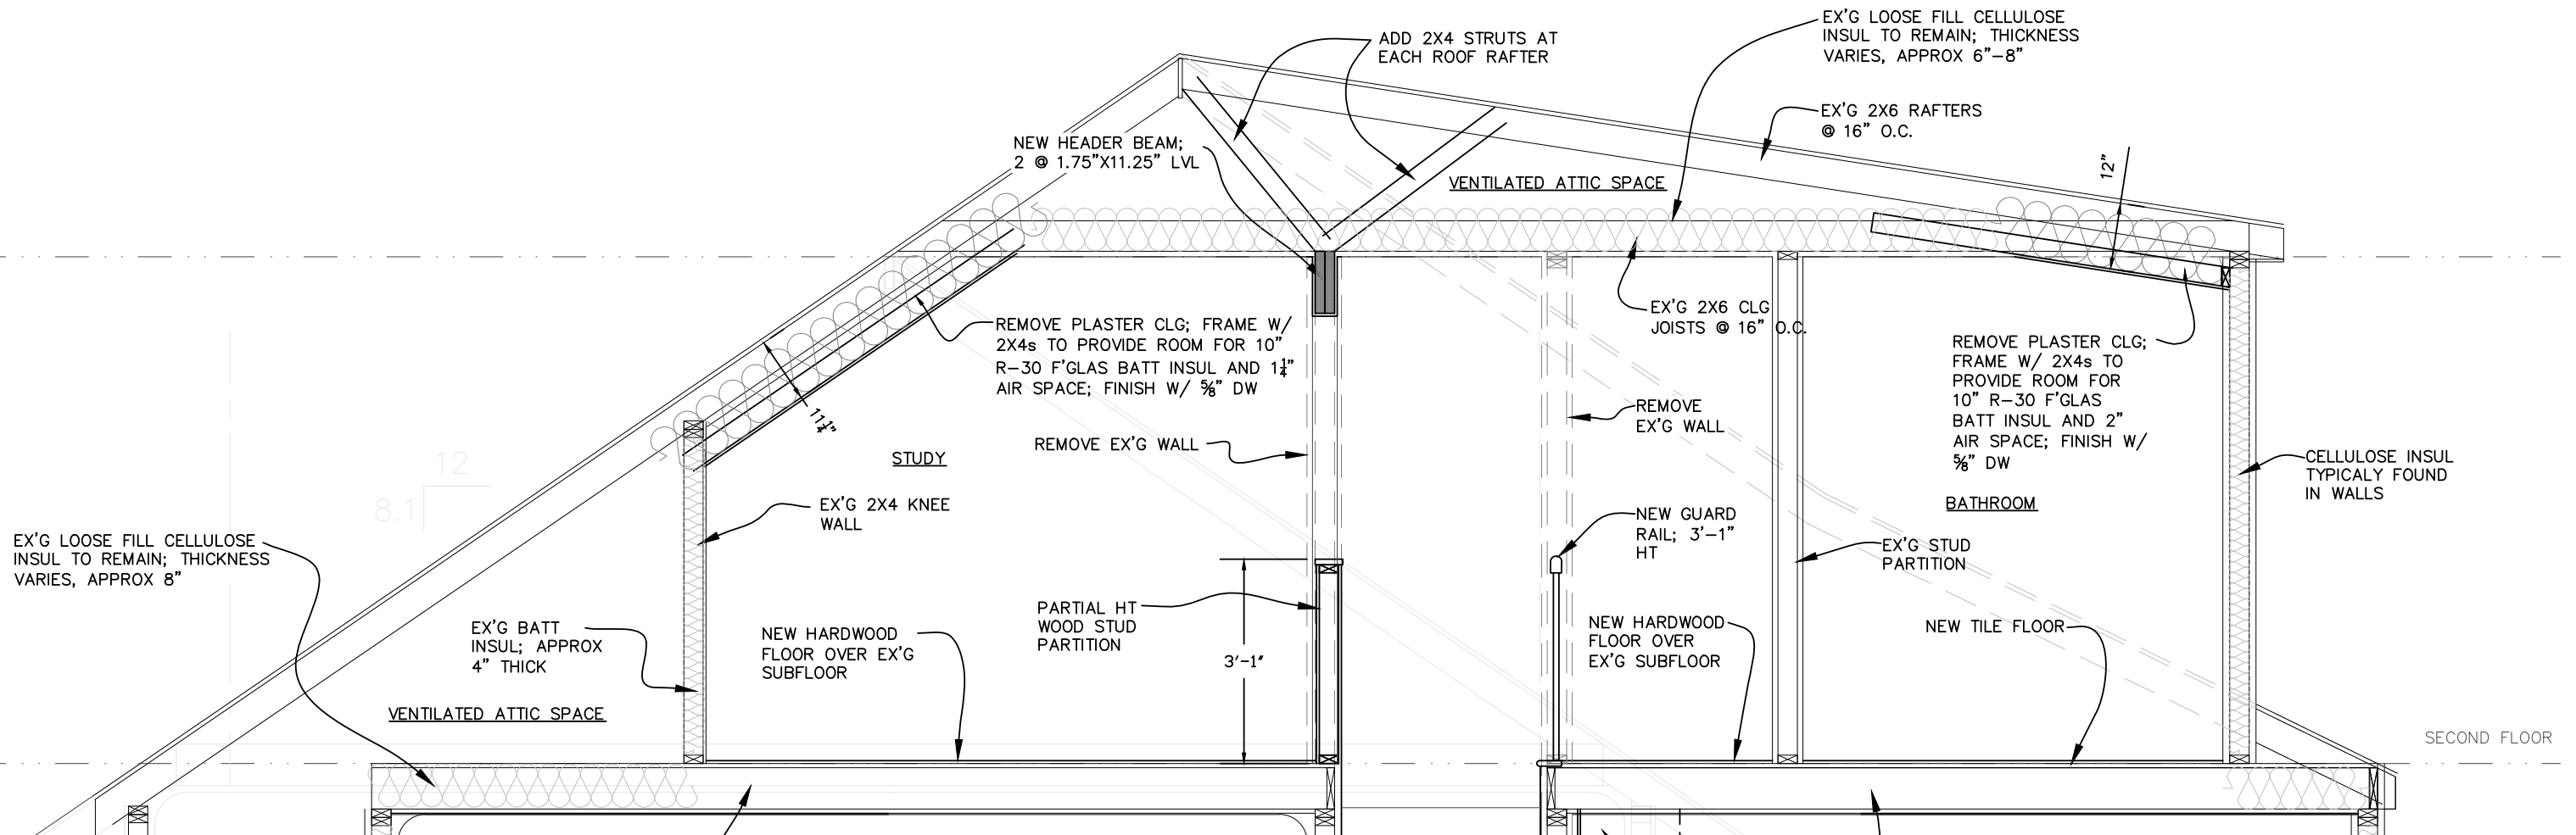 ADD 2X4 STRUTS AT
EACH ROOF RAFTER
EX'G LOOSE FILL CELLULOSE
INSUL TO REMAIN; THICKNESS
VARIES, APPROX 6"-8"
EX'G 2X6 RAFTERS
@ 16" O.C.
NEW HEADER BEAM;
2 @ 1.75"X11.25" LVL
VENTILATED ATTIC SPACE
12"
REMOVE PLASTER CLG; FRAME W/
2X4s TO PROVIDE ROOM FOR 10"
R-30 F'GLAS BATT INSUL AND 1¼"
AIR SPACE; FINISH W/ ⅝" DW
11¼"
EX'G 2X6 CLG
JOISTS @ 16" O.C.
REMOVE PLASTER CLG;
FRAME W/ 2X4s TO
PROVIDE ROOM FOR
10" R-30 F'GLAS
BATT INSUL AND 2"
AIR SPACE; FINISH W/
⅝" DW
REMOVE
EX'G WALL
REMOVE EX'G WALL
STUDY
12
8.1
EX'G 2X4 KNEE
WALL
CELLULOSE INSUL
TYPICALY FOUND
IN WALLS
BATHROOM
NEW GUARD
RAIL; 3'-1"
HT
EX'G LOOSE FILL CELLULOSE
INSUL TO REMAIN; THICKNESS
VARIES, APPROX 8"
EX'G STUD
PARTITION
EX'G BATT
INSUL; APPROX
4" THICK
NEW HARDWOOD
FLOOR OVER EX'G
SUBFLOOR
PARTIAL HT
WOOD STUD
PARTITION
3'-1"
NEW HARDWOOD
FLOOR OVER
EX'G SUBFLOOR
NEW TILE FLOOR
VENTILATED ATTIC SPACE
SECOND FLOOR